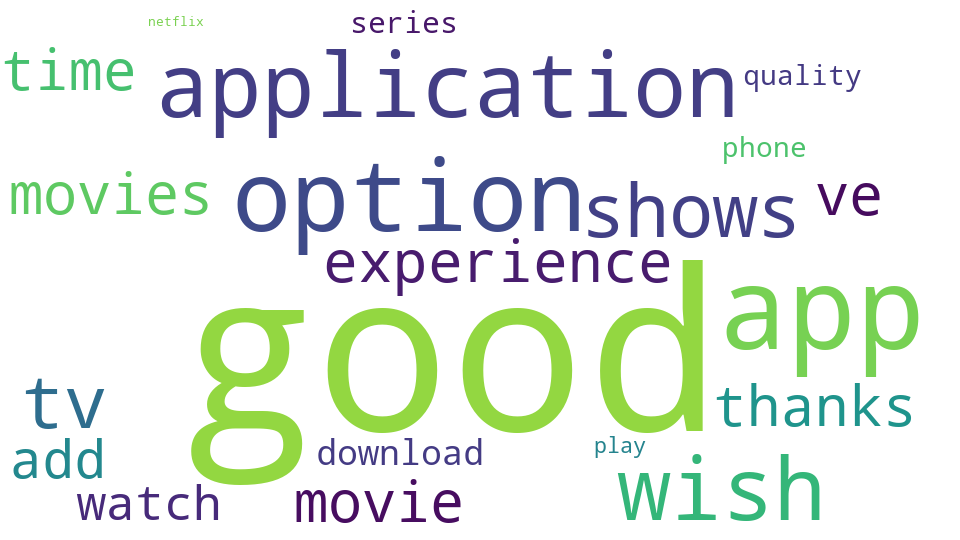 netflix
series
time
application
quality
phone
movies
option
shows
ve
experience
good
app
tv
thanks
add
download
play
watch
movie
wish